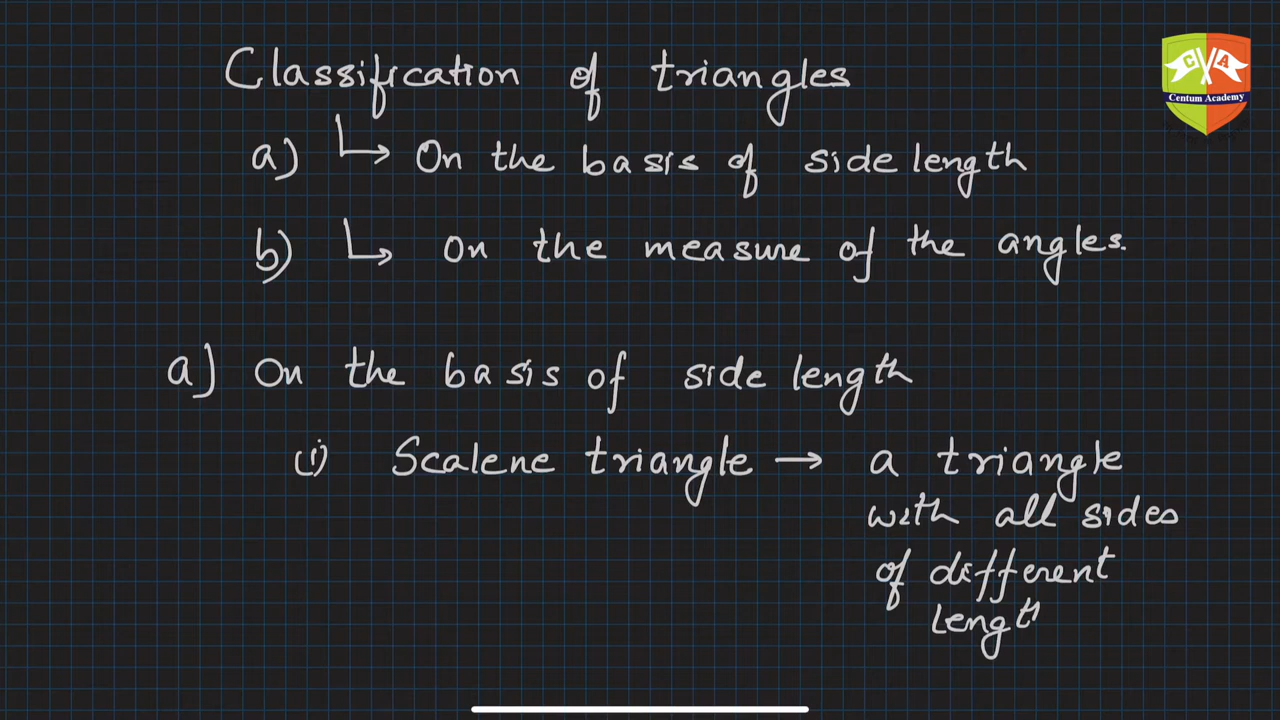 Classification of triangles
a) ↳ On the basis of side length
b) ↳ On the measure of the angles.
a) On the basis of side length
(i) Scalene triangle → a triangle
with all sides
of different
length
CA
Centum Academy